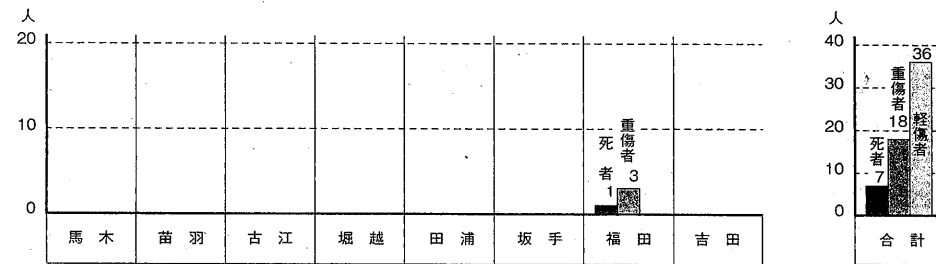 人
20
10
0
死者
1
重傷者
3
馬木
苗羽
古江
堀越
田浦
坂手
福田
吉田
人
40
30
20
10
0
死者
7
重傷者
18
軽傷者
36
合計